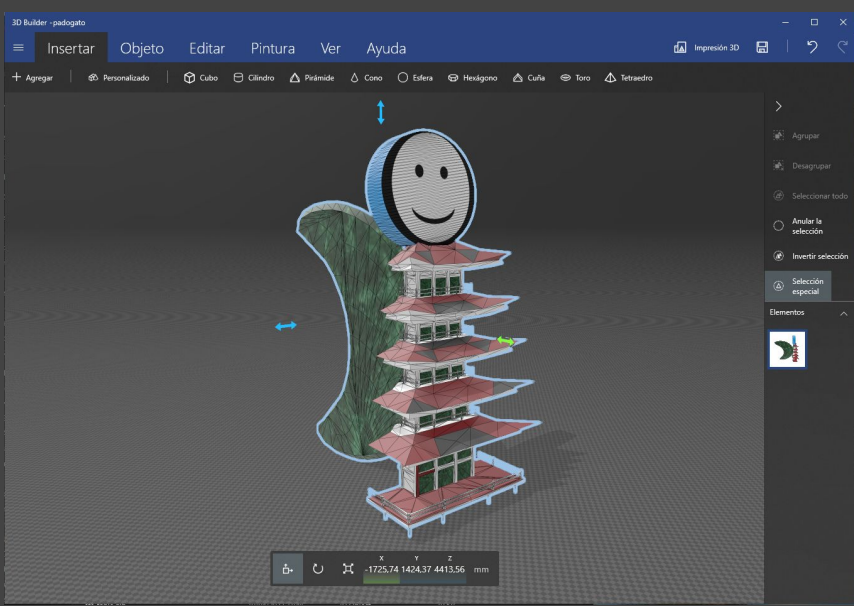 3D Builder -padogato
Insertar Objeto Editar Pintura Ver Ayuda Impresión 3D
Agregar Personalizado Cubo Cilindro Pirámide Cono Esfera Hexágono Cuña Toro Tetraedro
Agrupar
Desagrupar
Seleccionar todo
Anular la
selección
Invertir selección
Selección
especial
Elementos
X Y Z
-1725,74 1424,37 4413,56 mm